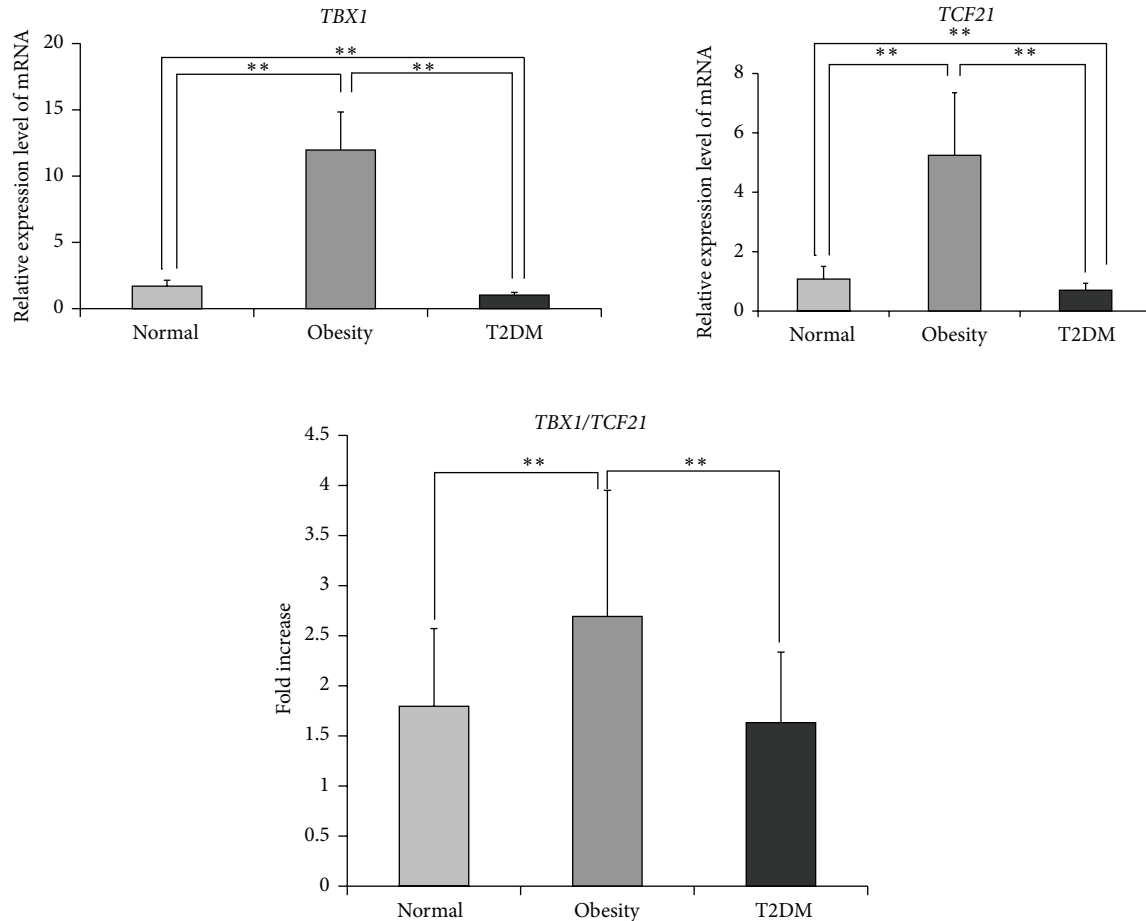 TBX1
Relative expression level of mRNA
20
15
10
5
0
**
**
**
Normal
Obesity
T2DM
TCF21
Relative expression level of mRNA
8
6
4
2
0
**
**
**
Normal
Obesity
T2DM
TBX1/TCF21
Fold increase
4.5
4
3.5
3
2.5
2
1.5
1
0.5
0
**
**
Normal
Obesity
T2DM